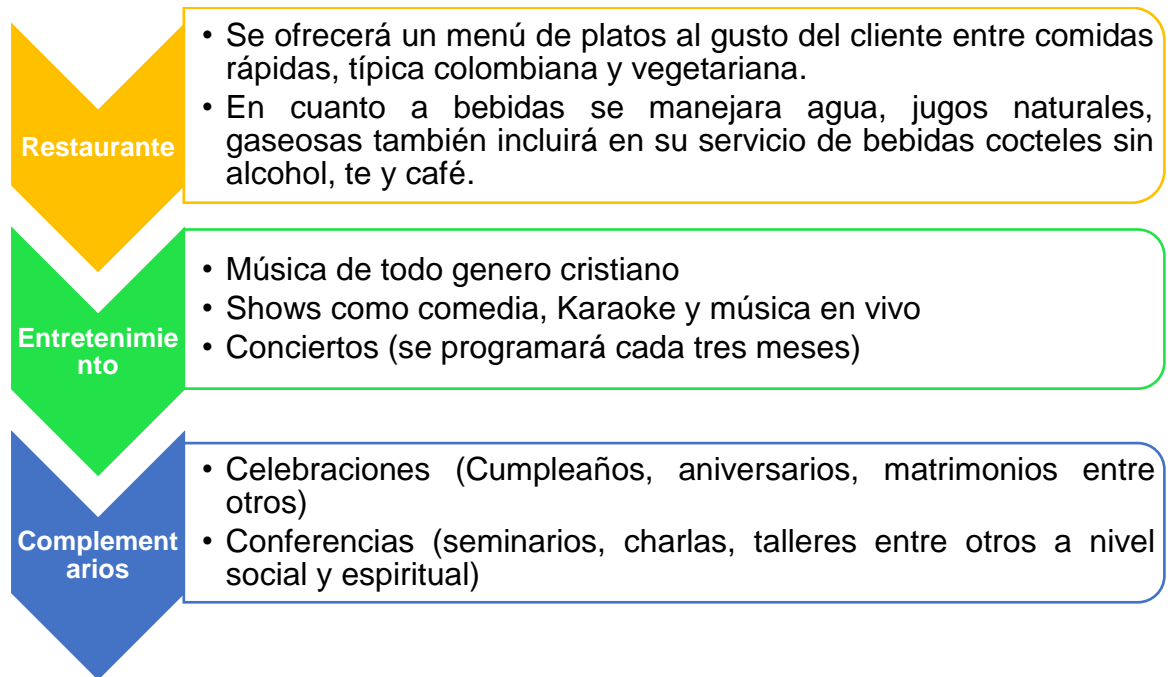 Restaurante
• Se ofrecerá un menú de platos al gusto del cliente entre comidas
rápidas, típica colombiana y vegetariana.
• En cuanto a bebidas se manejara agua, jugos naturales,
gaseosas también incluirá en su servicio de bebidas cocteles sin
alcohol, te y café.
Entretenimie
nto
• Música de todo genero cristiano
• Shows como comedia, Karaoke y música en vivo
• Conciertos (se programará cada tres meses)
Complement
arios
• Celebraciones (Cumpleaños, aniversarios, matrimonios entre
otros)
• Conferencias (seminarios, charlas, talleres entre otros a nivel
social y espiritual)